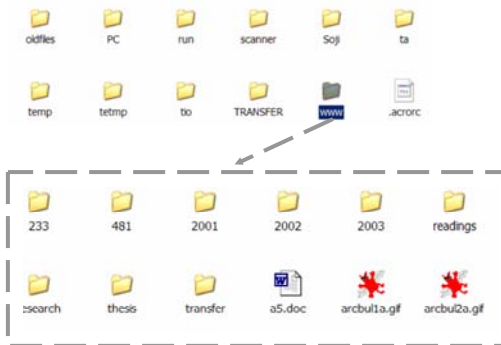 oldfiles PC run scanner Soji ta
temp tetmp tio TRANSFER www .acrorc
233 481 2001 2002 2003 readings
esearch thesis transfer a5.doc arcbul1a.gif arcbul2a.gif